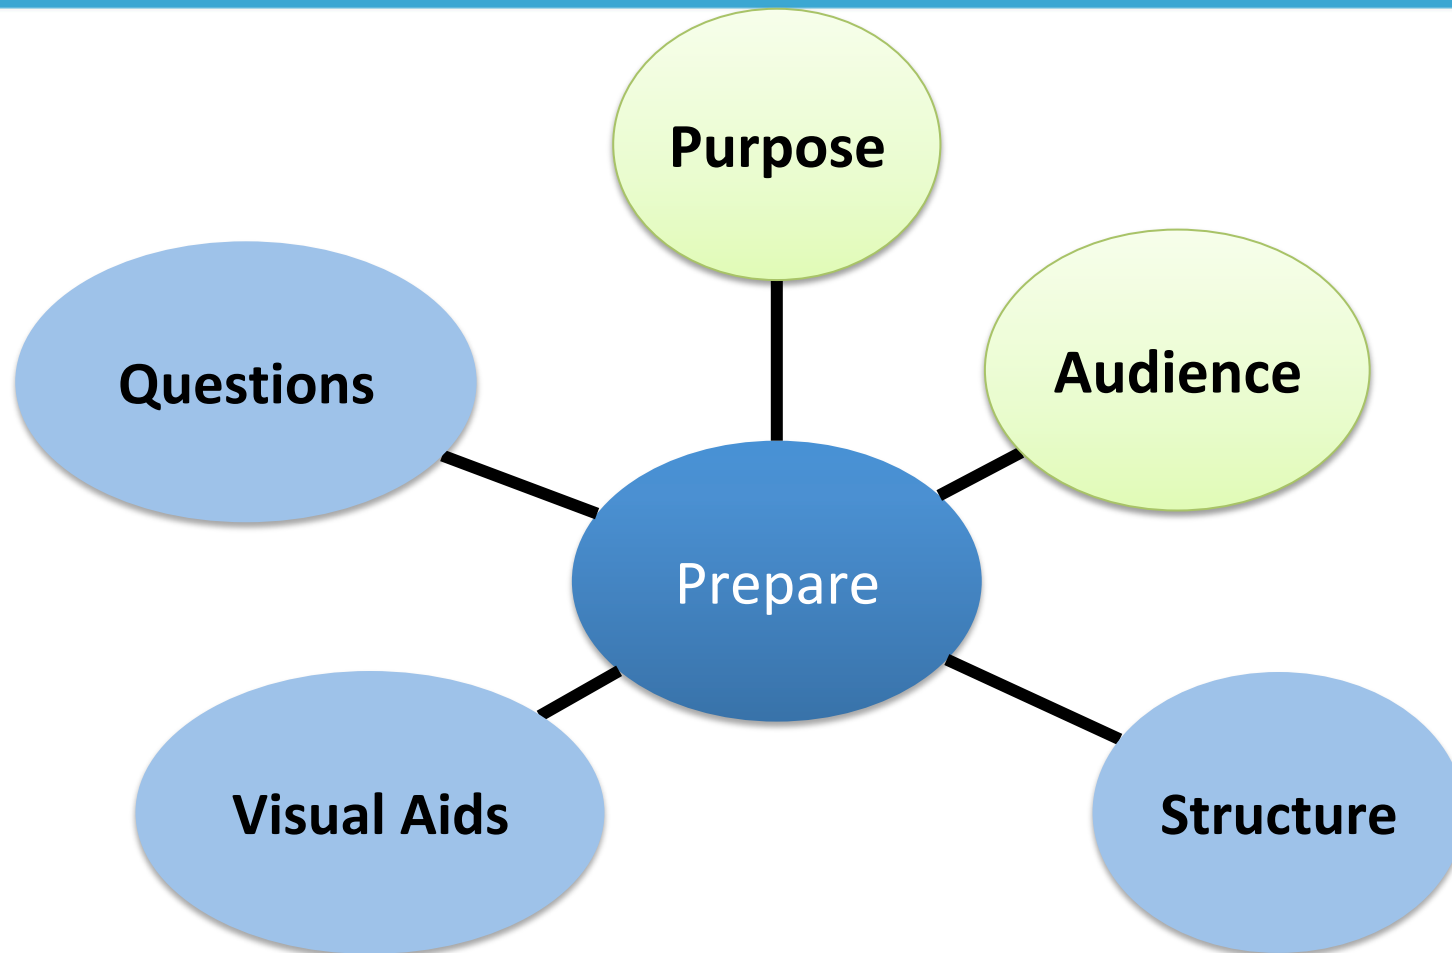 Purpose
Audience
Questions
Prepare
Visual Aids
Structure